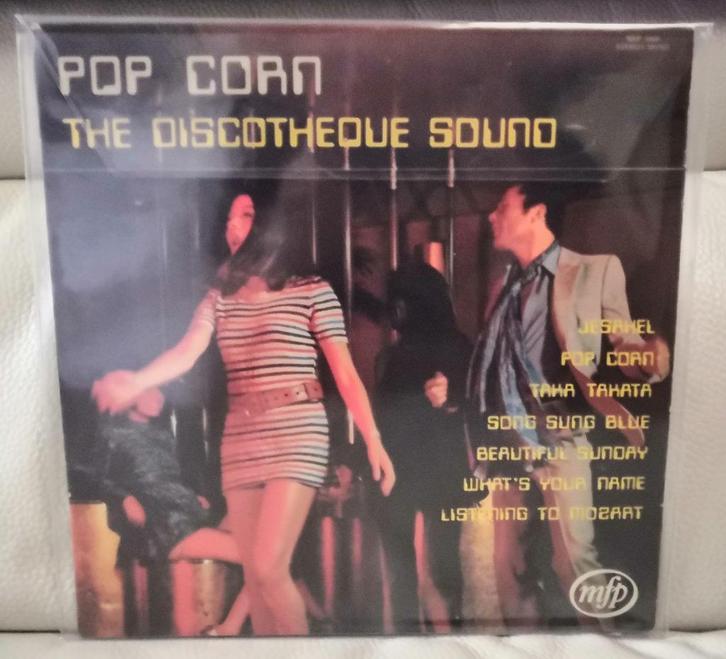 POP CORN
THE DISCOTHEQUE SOUND
JESAHEL
POP CORN
TAKA TAKATA
SONG SUNG BLUE
BEAUTIFUL SUNDAY
WHAT'S YOUR NAME
LISTENING TO MOZART
mfp